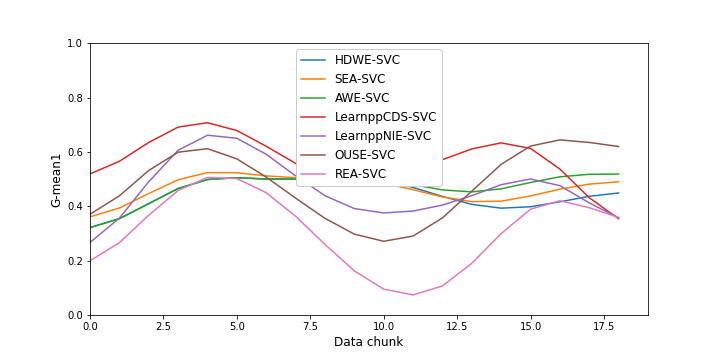 1.0
0.8
0.6
0.4
0.2
0.0
G-mean1
HDWE-SVC
SEA-SVC
AWE-SVC
LearnppCDS-SVC
LearnppNIE-SVC
OUSE-SVC
REA-SVC
0.0 2.5 5.0 7.5 10.0 12.5 15.0 17.5
Data chunk